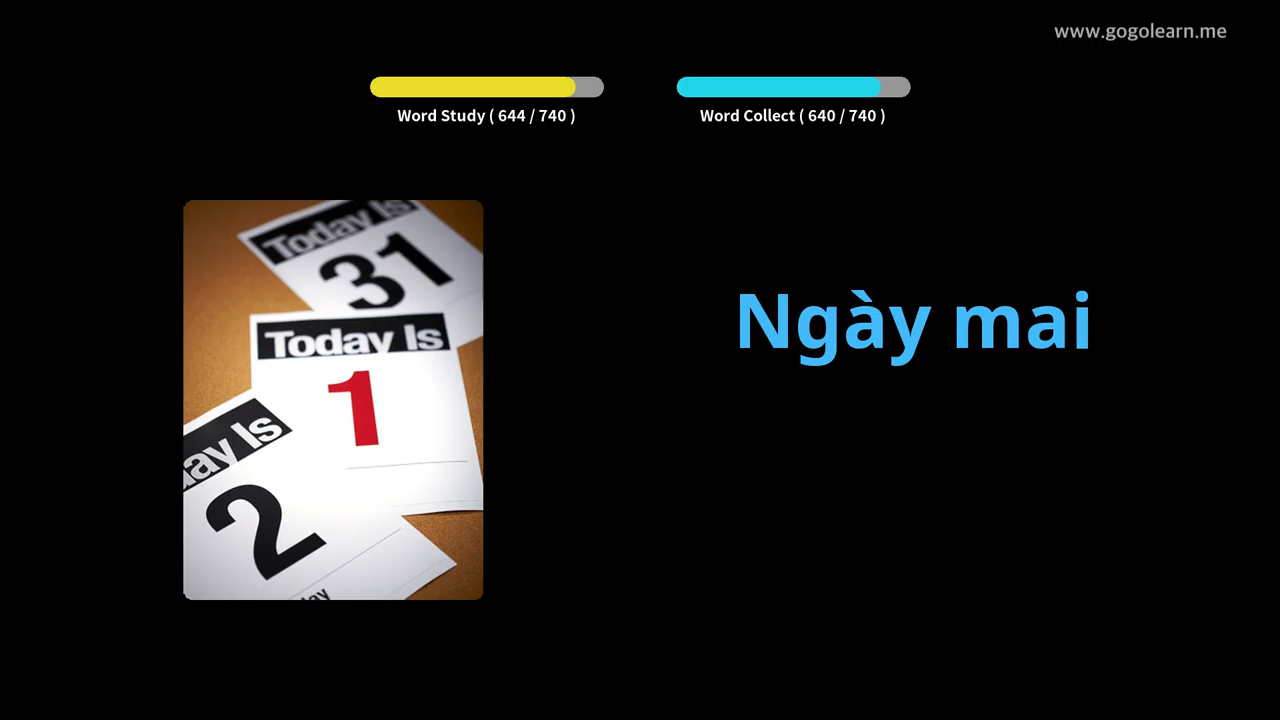 www.gogolearn.me
Word Study ( 644 / 740 )
Word Collect ( 640 / 740 )
Today Is
31
Today Is
1
Ngày mai
ay Is
2